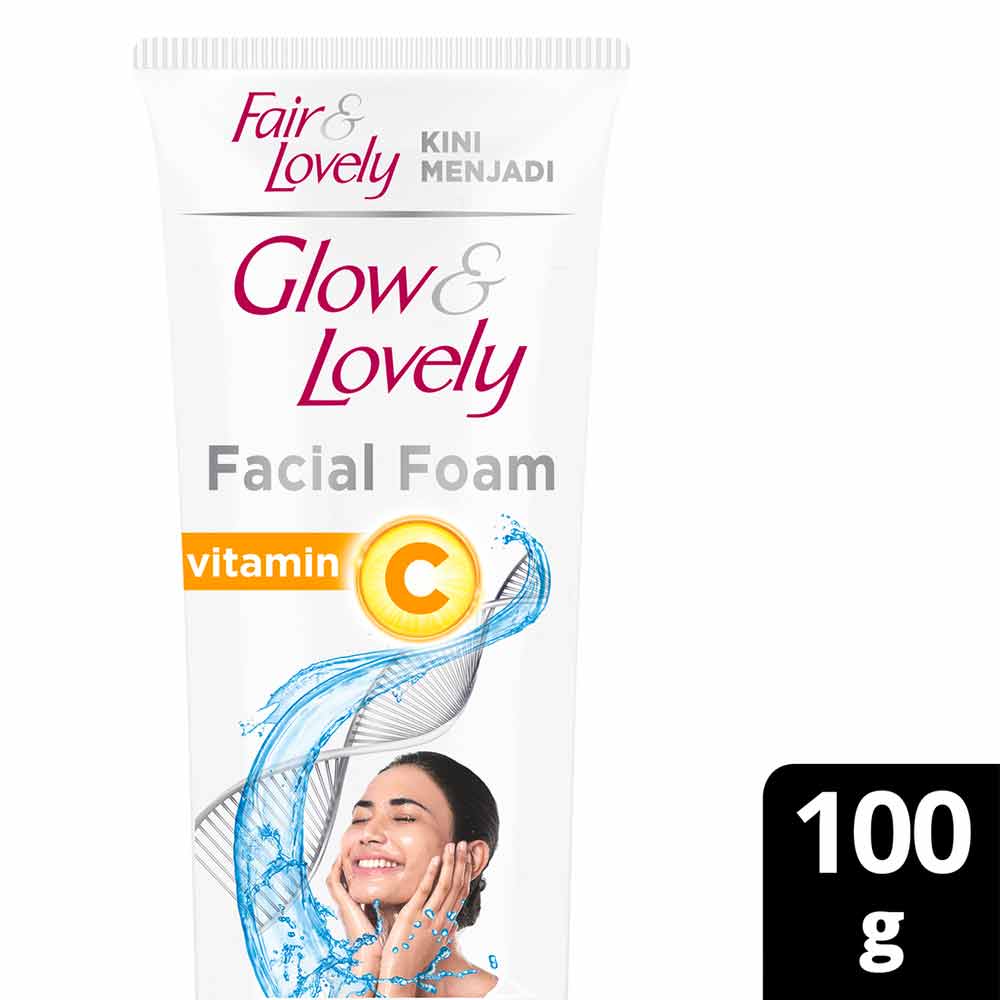 Fair &
Lovely
KINI
MENJADI
Glow &
Lovely
Facial Foam
vitamin C
100
g